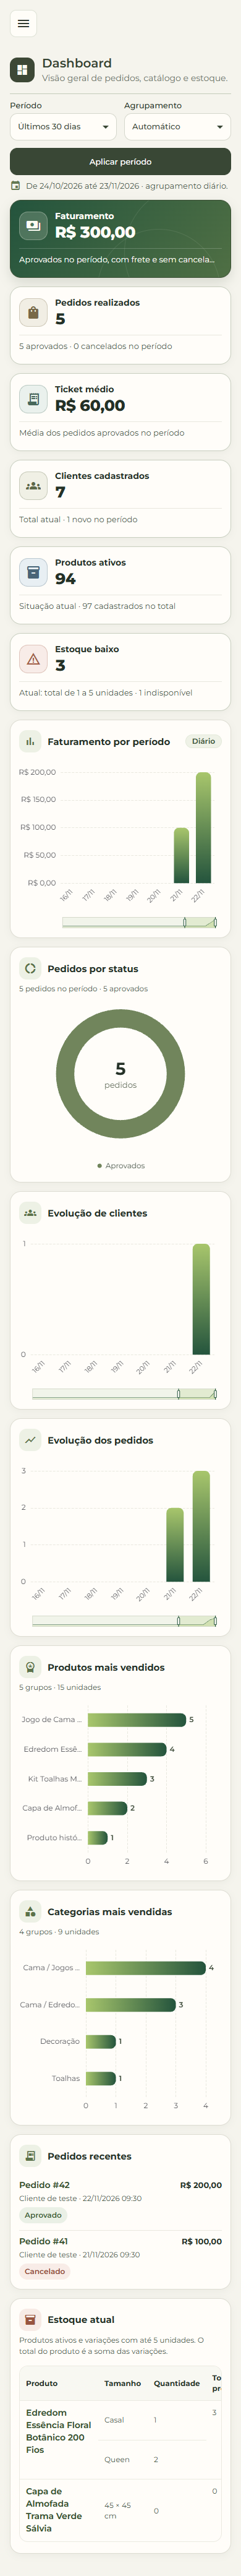 Dashboard
Visão geral de pedidos, catálogo e estoque.
Período
Agrupamento
Últimos 30 dias
Automático
Aplicar período
De 24/10/2026 até 23/11/2026 · agrupamento diário.
Faturamento
R$ 300,00
Aprovados no período, com frete e sem cancela...
Pedidos realizados
5
5 aprovados · 0 cancelados no período
Ticket médio
R$ 60,00
Média dos pedidos aprovados no período
Clientes cadastrados
7
Total atual · 1 novo no período
Produtos ativos
94
Situação atual · 97 cadastrados no total
Estoque baixo
3
Atual: total de 1 a 5 unidades · 1 indisponível
Faturamento por período
Diário
R$ 200,00
R$ 150,00
R$ 100,00
R$ 50,00
R$ 0,00
16/11
17/11
18/11
19/11
20/11
21/11
22/11
Pedidos por status
5 pedidos no período · 5 aprovados
5
pedidos
Aprovados
Evolução de clientes
1
0
16/11
17/11
18/11
19/11
20/11
21/11
22/11
Evolução dos pedidos
3
2
1
0
16/11
17/11
18/11
19/11
20/11
21/11
22/11
Produtos mais vendidos
5 grupos · 15 unidades
Jogo de Cama ...
5
Edredom Essê...
4
Kit Toalhas M...
3
Capa de Almof...
2
Produto histó...
1
0
2
4
6
Categorias mais vendidas
4 grupos · 9 unidades
Cama / Jogos ...
4
Cama / Edredo...
3
Decoração
1
Toalhas
1
0
1
2
3
4
Pedidos recentes
Pedido #42
R$ 200,00
Cliente de teste · 22/11/2026 09:30
Aprovado
Pedido #41
R$ 100,00
Cliente de teste · 21/11/2026 09:30
Cancelado
Estoque atual
Produtos ativos e variações com até 5 unidades. O
total do produto é a soma das variações.
Produto
Tamanho
Quantidade
Edredom
Essência Floral
Botânico 200
Fios
Casal
1
3
Queen
2
Capa de
Almofada
Trama Verde
Sálvia
45 × 45
cm
0
0